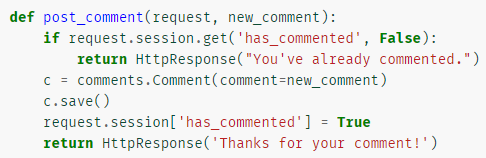 def post_comment(request, new_comment):
    if request.session.get('has_commented', False):
        return HttpResponse("You've already commented.")
    c = comments.Comment(comment=new_comment)
    c.save()
    request.session['has_commented'] = True
    return HttpResponse('Thanks for your comment!')